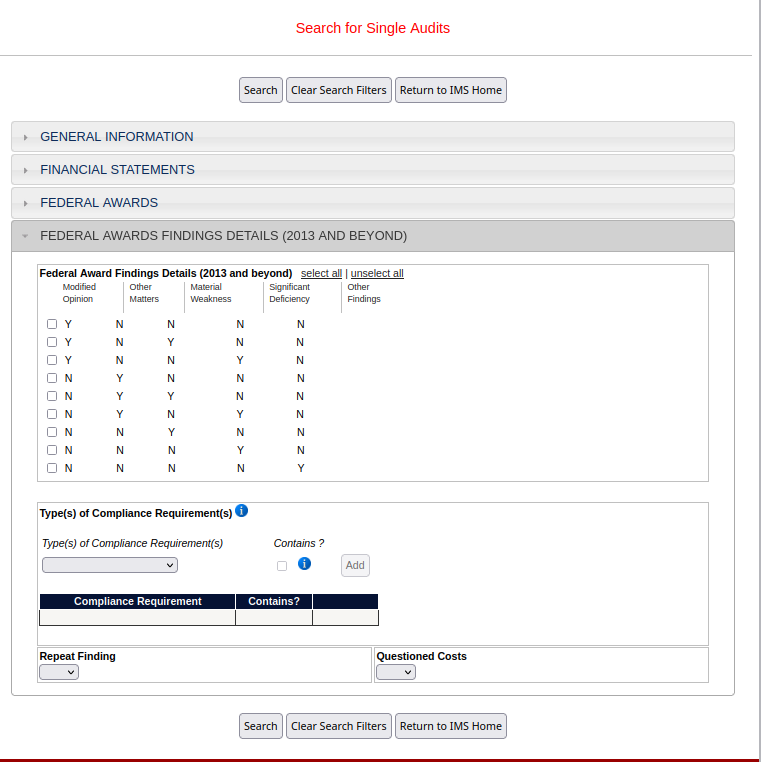 Search for Single Audits
Search Clear Search Filters Return to IMS Home
GENERAL INFORMATION
FINANCIAL STATEMENTS
FEDERAL AWARDS
FEDERAL AWARDS FINDINGS DETAILS (2013 AND BEYOND)
Federal Award Findings Details (2013 and beyond) select all | unselect all
Modified Other Material Significant Other
Opinion Matters Weakness Deficiency Findings
Y N N N N
Y N Y N N
Y N N Y N
N Y N N N
N Y Y N N
N Y N Y N
N N Y N N
N N N Y N
N N N N Y
Type(s) of Compliance Requirement(s) i
Type(s) of Compliance Requirement(s) Contains ?
i Add
Compliance Requirement Contains?
Repeat Finding Questioned Costs
Search Clear Search Filters Return to IMS Home